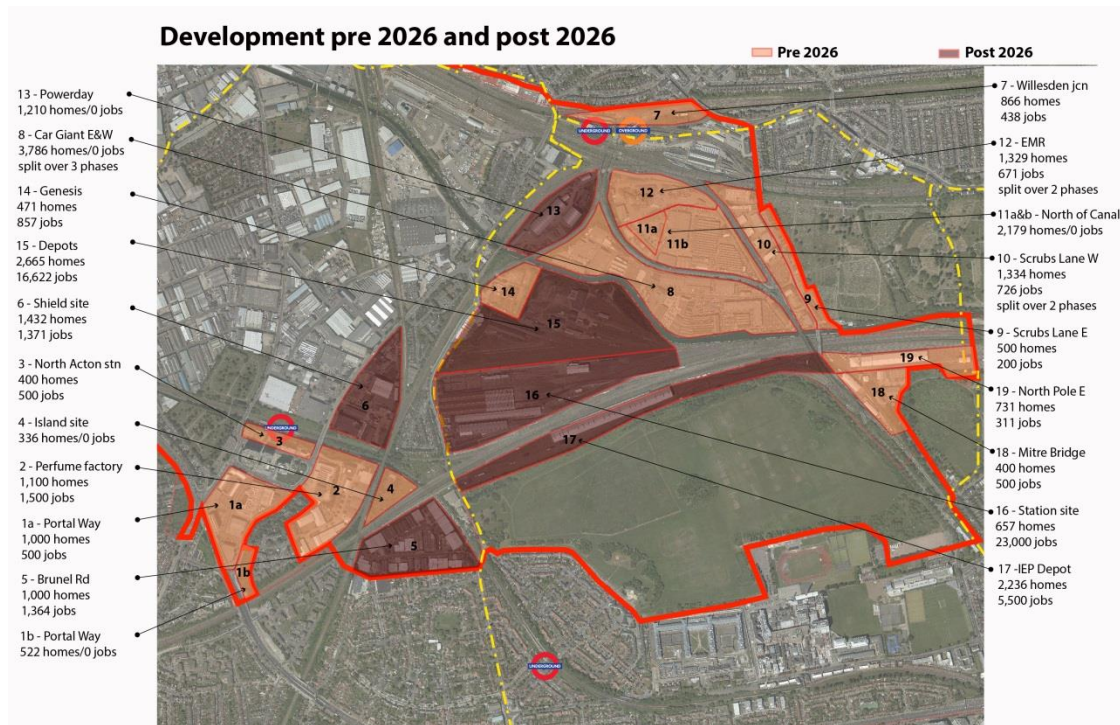 Development pre 2026 and post 2026
Pre 2026
Post 2026
13 - Powerday
1,210 homes/0 jobs
8 - Car Giant E&W
3,786 homes/0 jobs
split over 3 phases
14 - Genesis
471 homes
857 jobs
15 - Depots
2,665 homes
16,622 jobs
6 - Shield site
1,432 homes
1,371 jobs
3 - North Acton stn
400 homes
500 jobs
4 - Island site
336 homes/0 jobs
2 - Perfume factory
1,100 homes
1,500 jobs
1a - Portal Way
1,000 homes
500 jobs
5 - Brunel Rd
1,000 homes
1,364 jobs
1b - Portal Way
522 homes/0 jobs
7
UNDERGROUND
OVERGROUND
12
13
11a
11b
10
14
8
9
15
19
16
18
6
17
UNDERGROUND
3
2
4
1a
5
1b
UNDERGROUND
7 - Willesden jcn
866 homes
438 jobs
12 - EMR
1,329 homes
671 jobs
split over 2 phases
11a&b - North of Canal
2,179 homes/0 jobs
10 - Scrubs Lane W
1,334 homes
726 jobs
split over 2 phases
9 - Scrubs Lane E
500 homes
200 jobs
19 - North Pole E
731 homes
311 jobs
18 - Mitre Bridge
400 homes
500 jobs
16 - Station site
657 homes
23,000 jobs
17 -IEP Depot
2,236 homes
5,500 jobs